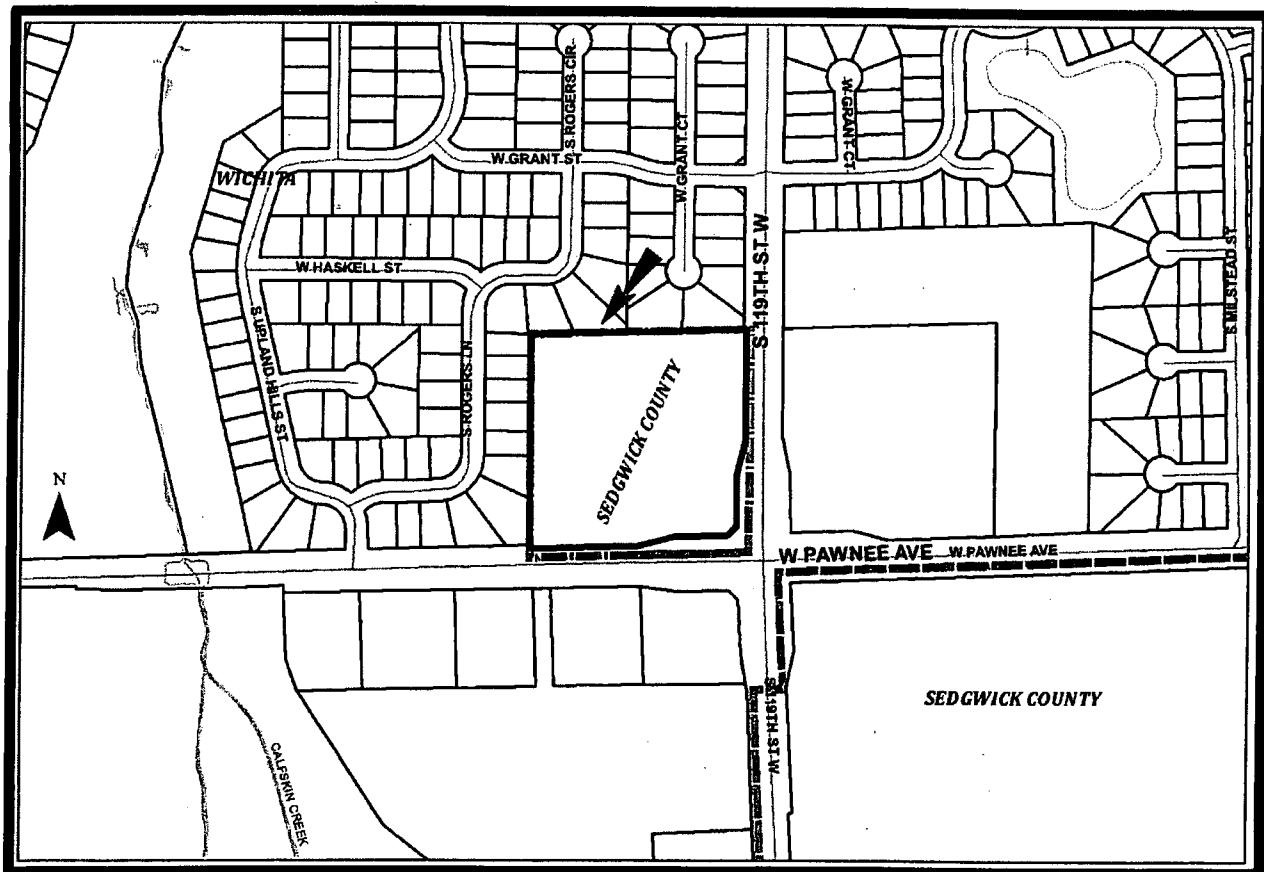 S.ROGERS CIR.
W.GRANT CT.
W.GRANT CT.
W.GRANT ST
WICHITA
S 119TH ST W
W.HASKELL ST
S.MILSTEAD ST
S.UPLAND HILLS ST
S.ROGERS LN
SEDGWICK COUNTY
N
W PAWNEE AVE
W PAWNEE AVE
S 119TH ST W
SEDGWICK COUNTY
CALFSKIN CREEK